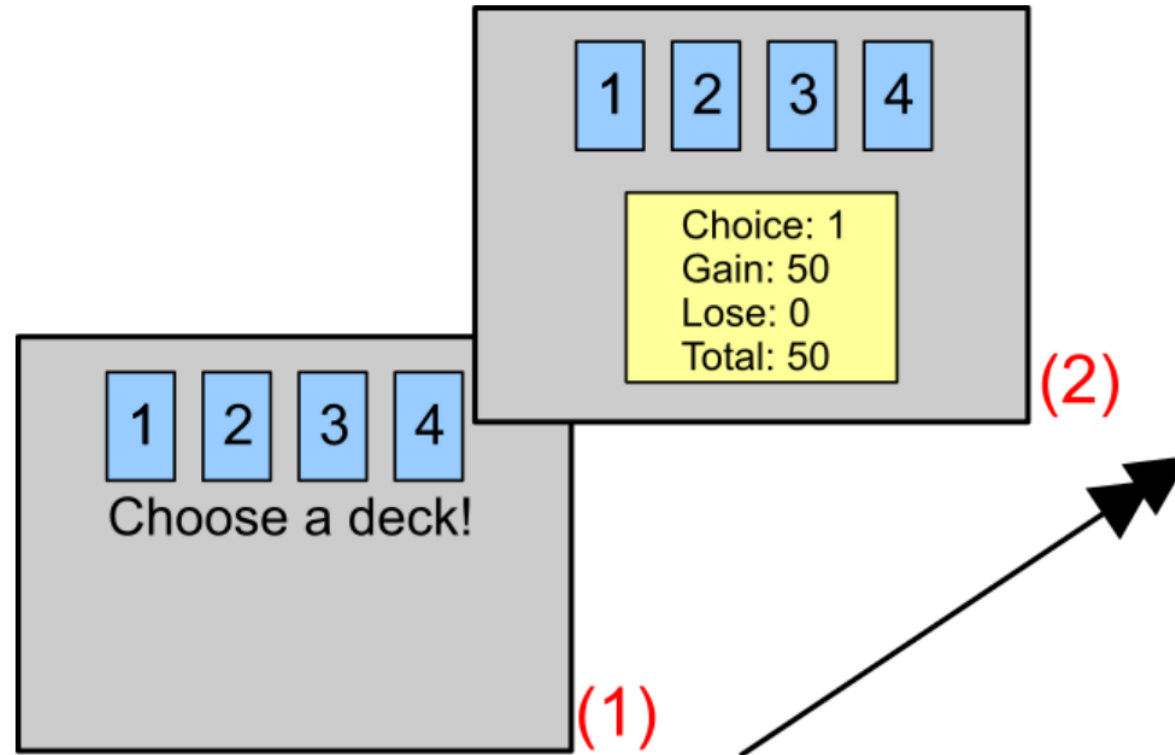 1 2 3 4
Choice: 1
Gain: 50
Lose: 0
Total: 50
(2)
1 2 3 4
Choose a deck!
(1)